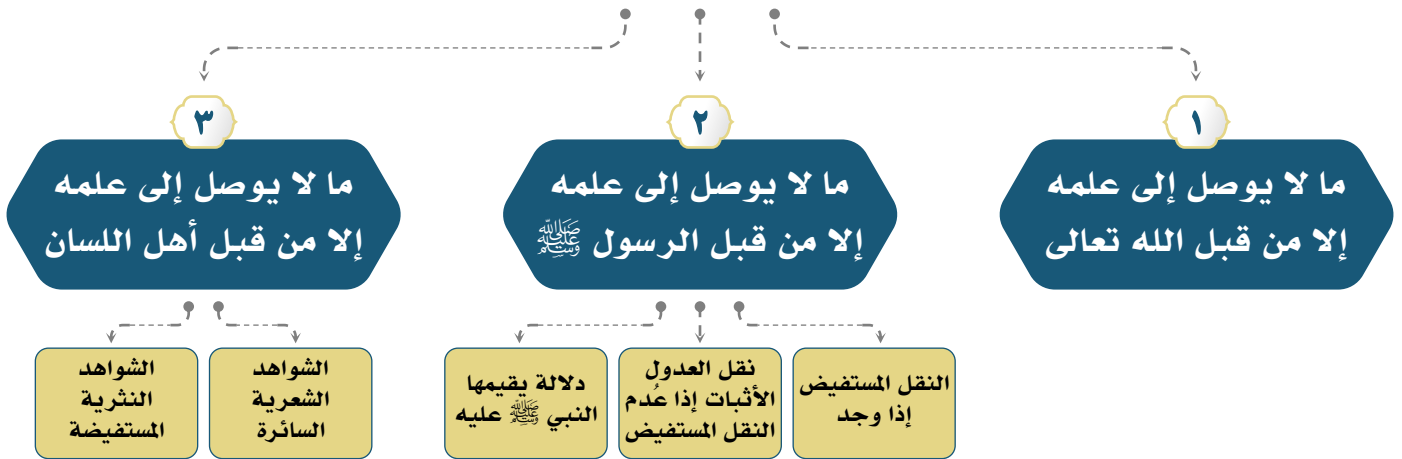 ١
ما لا يوصل إلى علمه
إلا من قبل الله تعالى
٢
ما لا يوصل إلى علمه
إلا من قبل الرسول ﷺ
٣
ما لا يوصل إلى علمه
إلا من قبل أهل اللسان
النقل المستفيض
إذا وجد
نقل العدول
الأثبات إذا عُدم
النقل المستفيض
دلالة يقيمها
النبي ﷺ عليه
الشواهد
الشعرية
السائرة
الشواهد
النثرية
المستفيضة